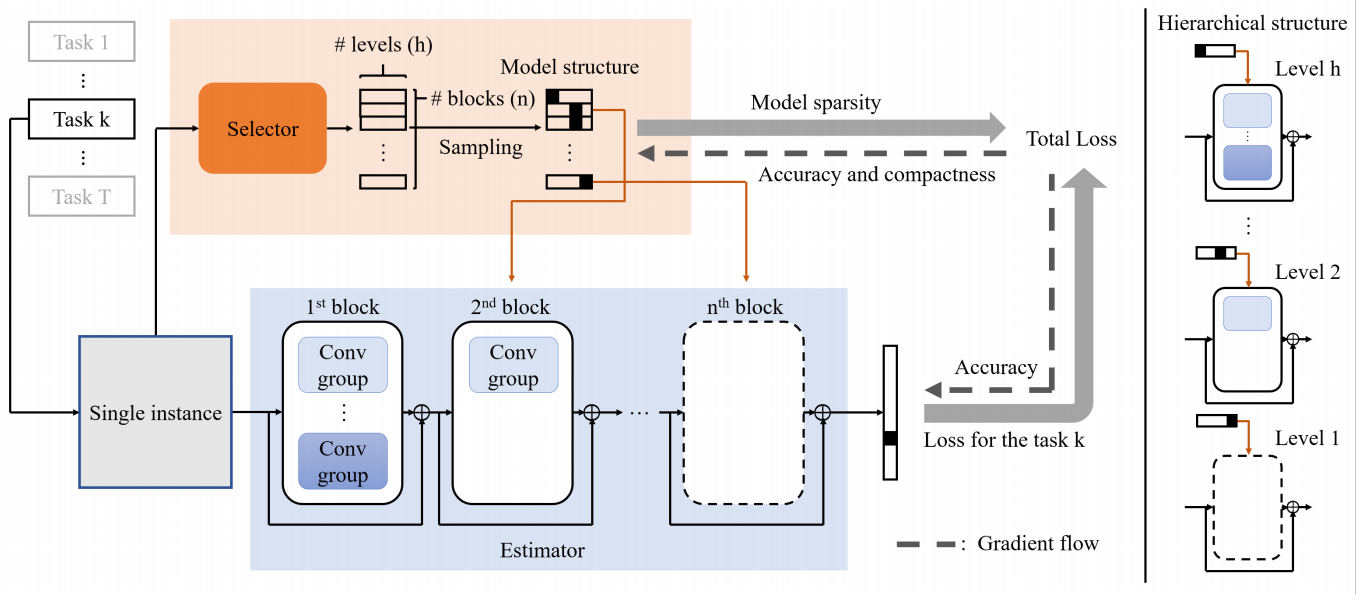 Task 1
⋮
Task k
⋮
Task T
Selector
# levels (h)
# blocks (n)
⋮
Sampling
Model structure
⋮
Model sparsity
Accuracy and compactness
Total Loss
Single instance
1st block
Conv
group
⋮
Conv
group
2nd block
Conv
group
...
nth block
Estimator
Accuracy
Loss for the task k
: Gradient flow
Hierarchical structure
Level h
⋮
⋮
Level 2
Level 1